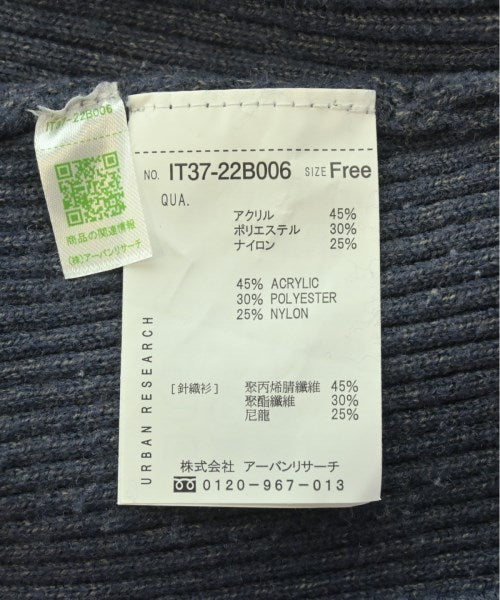 IT37-22B006
商品の関連情報
(株)アーバンリサーチ
NO. IT37-22B006 SIZE Free
QUA.
アクリル 45%
ポリエステル 30%
ナイロン 25%
45% ACRYLIC
30% POLYESTER
25% NYLON
URBAN RESEARCH
[針織衫] 聚丙烯腈纖維 45%
聚酯纖維 30%
尼龍 25%
株式会社 アーバンリサーチ
0120-967-013